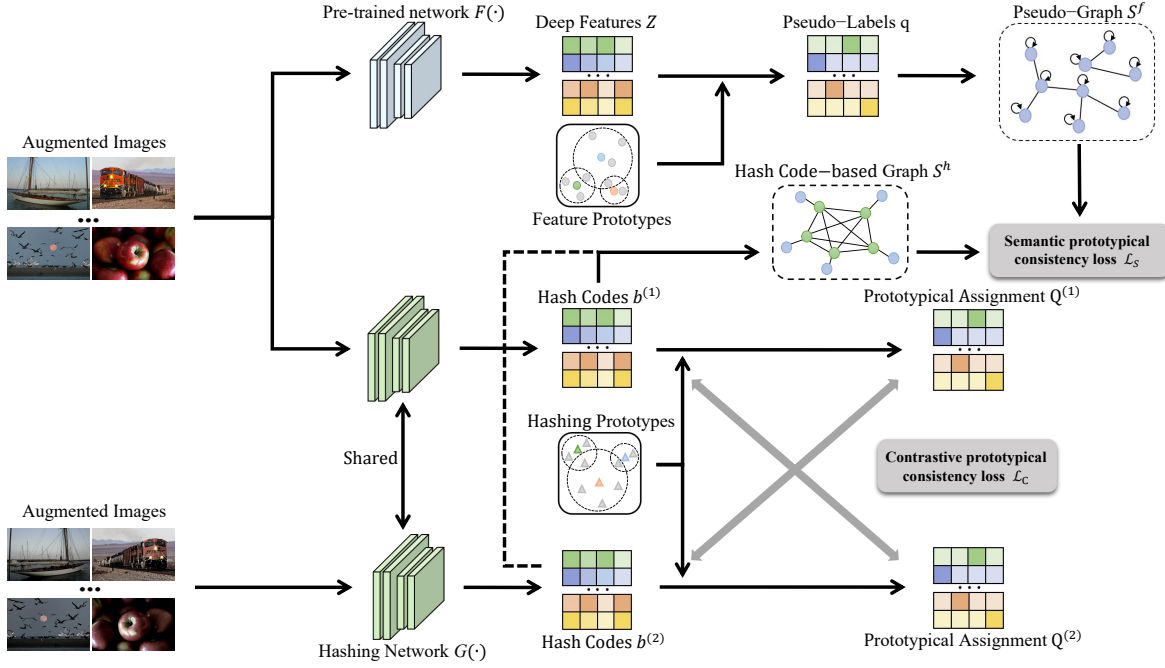 Pre-trained network F(·)
Deep Features Z
Pseudo-Labels q
Pseudo-Graph Sᶠ
Augmented Images
...
...
...
Feature Prototypes
Hash Code-based Graph Sʰ
Semantic prototypical
consistency loss ℒ_S
Hash Codes b⁽¹⁾
Prototypical Assignment Q⁽¹⁾
...
...
Hashing Prototypes
Shared
Contrastive prototypical
consistency loss ℒ_C
Augmented Images
...
...
...
Hashing Network G(·)
Hash Codes b⁽²⁾
Prototypical Assignment Q⁽²⁾